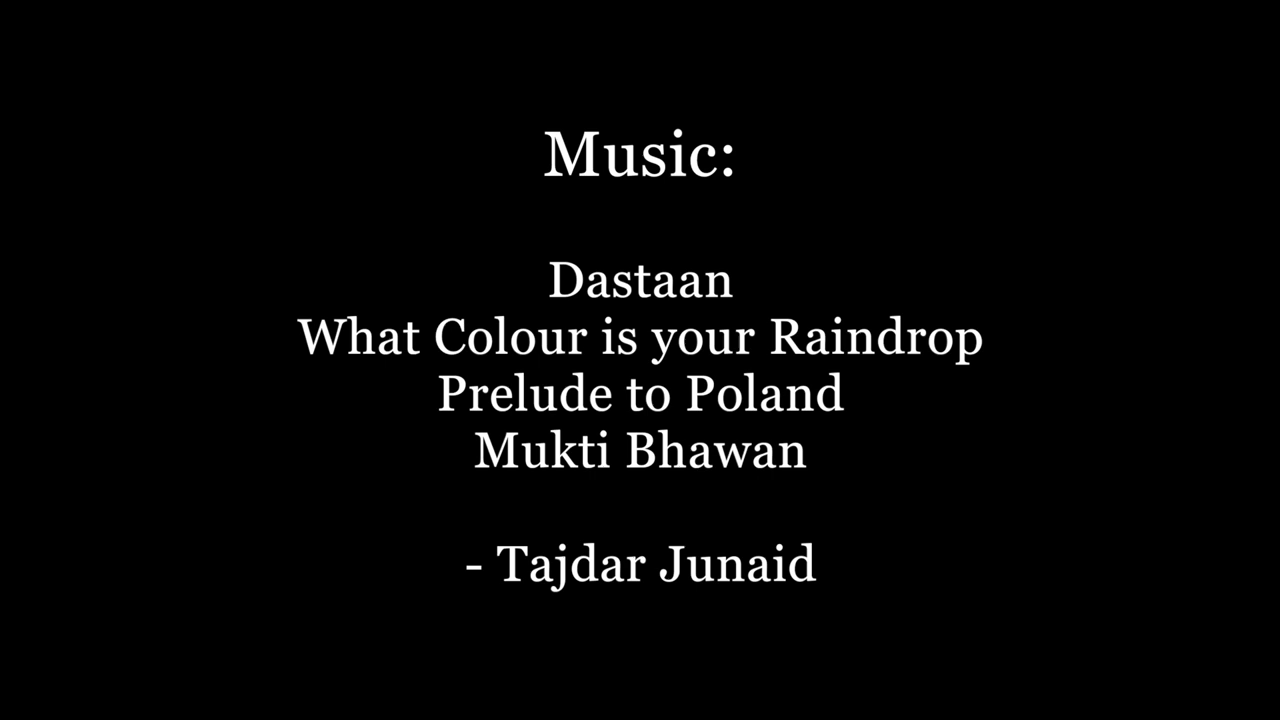 Music:
Dastaan
What Colour is your Raindrop
Prelude to Poland
Mukti Bhawan
- Tajdar Junaid